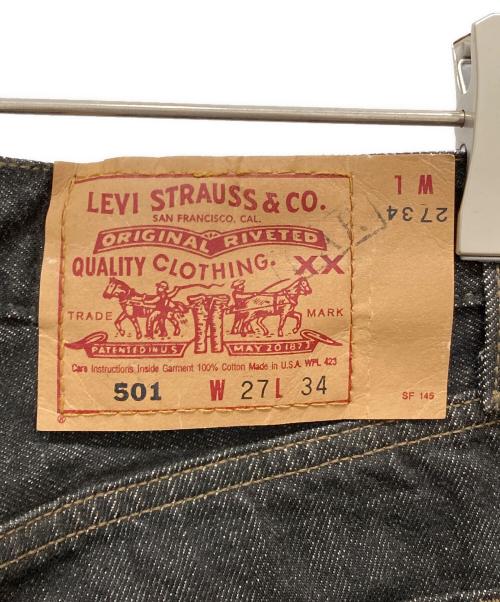 LEVI STRAUSS & CO.
SAN FRANCISCO, CAL.
ORIGINAL RIVETED
QUALITY CLOTHING. XX
TRADE MARK
PATENTED IN U.S. MAY 20 1873
Care Instructions Inside Garment 100% Cotton Made in U.S.A. WPL 423
501 W 27 L 34
SF 145
W L
27 34
®